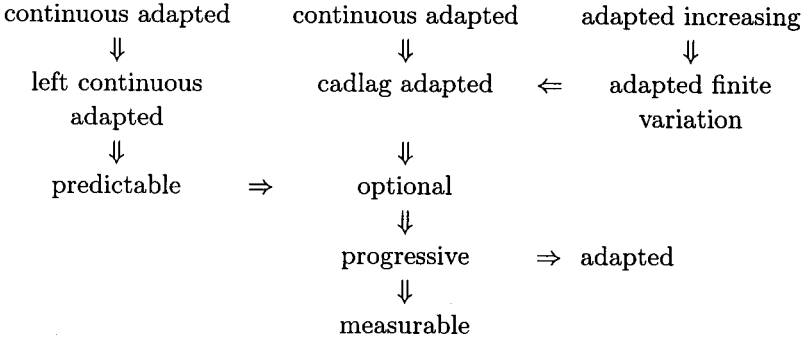 continuous adapted continuous adapted adapted increasing
⇓ ⇓ ⇓
left continuous cadlag adapted ⇐ adapted finite
adapted variation
⇓ ⇓
predictable ⇒ optional
⇓
progressive ⇒ adapted
⇓
measurable